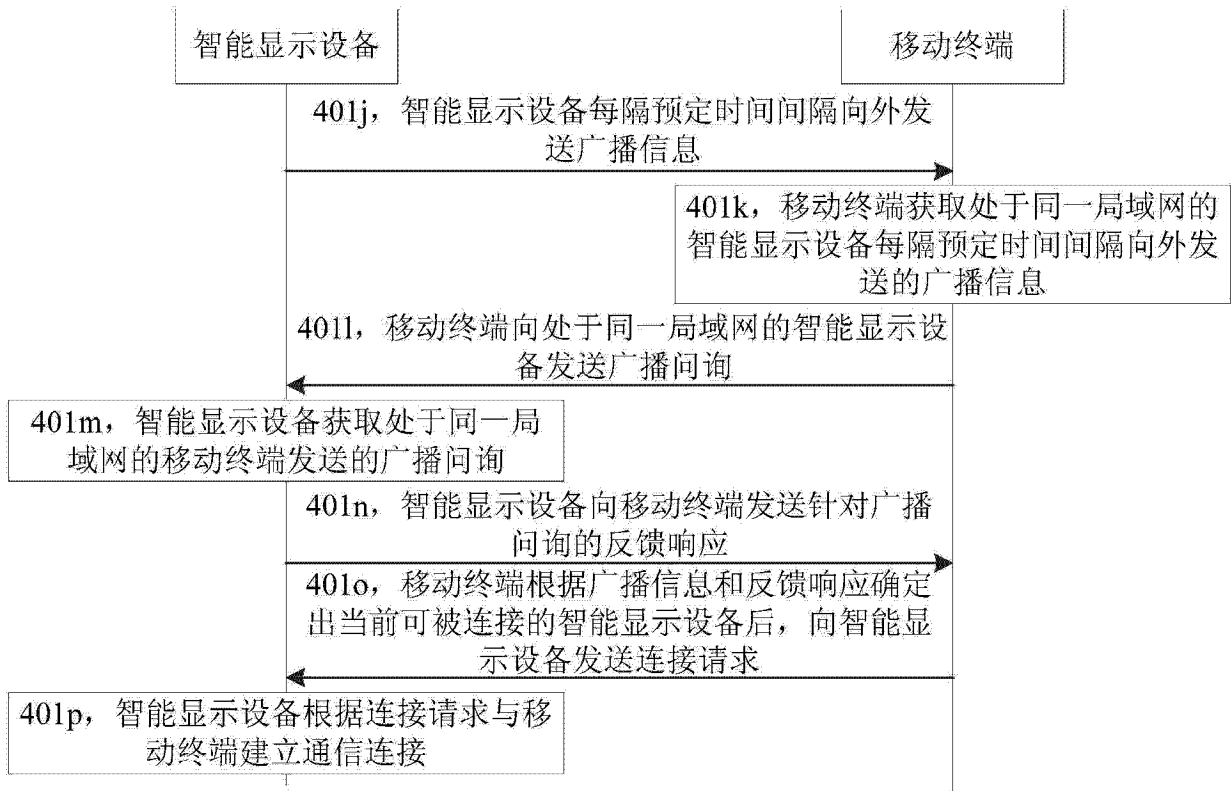 智能显示设备
移动终端
401j，智能显示设备每隔预定时间间隔向外发
送广播信息
401k，移动终端获取处于同一局域网的
智能显示设备每隔预定时间间隔向外发
送的广播信息
401l，移动终端向处于同一局域网的智能显示设
备发送广播问询
401m，智能显示设备获取处于同一局
域网的移动终端发送的广播问询
401n，智能显示设备向移动终端发送针对广播
问询的反馈响应
401o，移动终端根据广播信息和反馈响应确定
出当前可被连接的智能显示设备后，向智能显
示设备发送连接请求
401p，智能显示设备根据连接请求与移
动终端建立通信连接